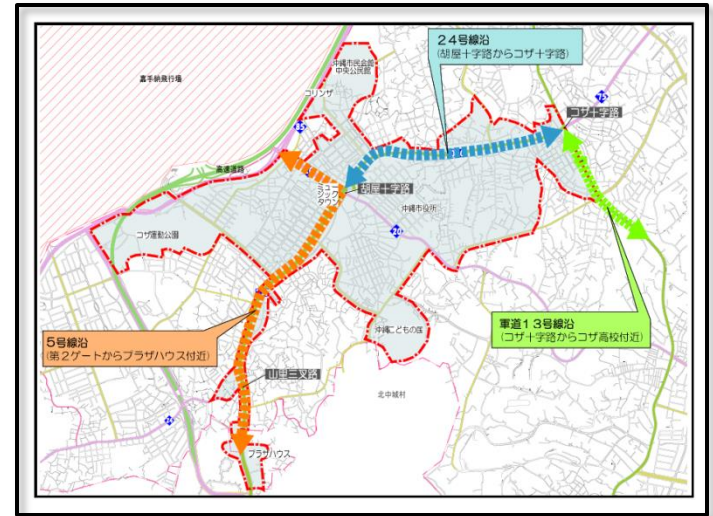 24号線沿
(胡屋十字路からコザ十字路)
沖縄市民会館
中央公民館
嘉手納飛行場
コリンザ
75
コザ十字路
85
高速道路
ミュー
ジック
タウン
胡屋十字路
沖縄市役所
20
コザ運動公園
5号線沿
(第2ゲートからプラザハウス付近)
沖縄こどもの国
軍道13号線沿
(コザ十字路からコザ高校付近)
山里三叉路
北中城村
プラザハウス